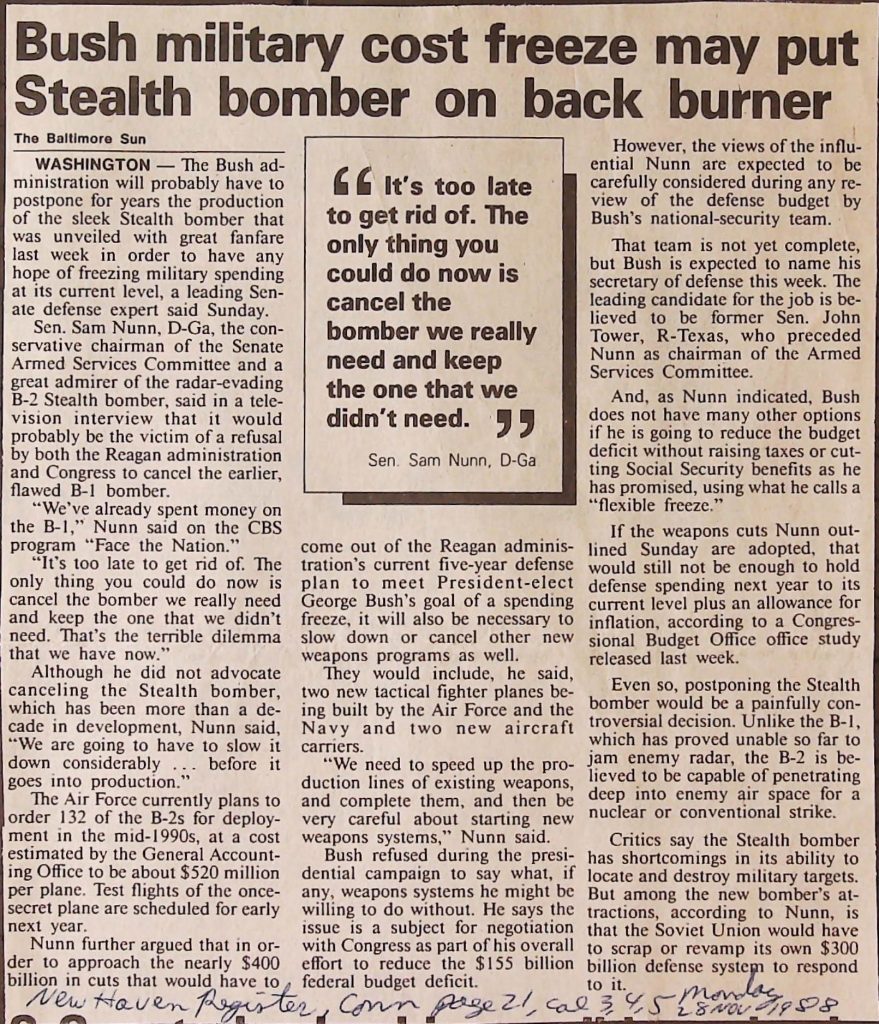 Bush military cost freeze may put
Stealth bomber on back burner
The Baltimore Sun
WASHINGTON — The Bush ad-
ministration will probably have to
postpone for years the production
of the sleek Stealth bomber that
was unveiled with great fanfare
last week in order to have any
hope of freezing military spending
at its current level, a leading Sen-
ate defense expert said Sunday.
Sen. Sam Nunn, D-Ga, the con-
servative chairman of the Senate
Armed Services Committee and a
great admirer of the radar-evading
B-2 Stealth bomber, said in a tele-
vision interview that it would
probably be the victim of a refusal
by both the Reagan administration
and Congress to cancel the earlier,
flawed B-1 bomber.
“We've already spent money on
the B-1,” Nunn said on the CBS
program “Face the Nation.”
“It's too late to get rid of. The
only thing you could do now is
cancel the bomber we really need
and keep the one that we didn't
need. That's the terrible dilemma
that we have now.”
Although he did not advocate
canceling the Stealth bomber,
which has been more than a de-
cade in development, Nunn said,
“We are going to have to slow it
down considerably ... before it
goes into production.”
The Air Force currently plans to
order 132 of the B-2s for deploy-
ment in the mid-1990s, at a cost
estimated by the General Account-
ing Office to be about $520 million
per plane. Test flights of the once-
secret plane are scheduled for early
next year.
Nunn further argued that in or-
der to approach the nearly $400
billion in cuts that would have to
“It's too late
to get rid of. The
only thing you
could do now is
cancel the
bomber we really
need and keep
the one that we
didn't need.”
Sen. Sam Nunn, D-Ga
come out of the Reagan adminis-
tration's current five-year defense
plan to meet President-elect
George Bush's goal of a spending
freeze, it will also be necessary to
slow down or cancel other new
weapons programs as well.
They would include, he said,
two new tactical fighter planes be-
ing built by the Air Force and the
Navy and two new aircraft
carriers.
“We need to speed up the pro-
duction lines of existing weapons,
and complete them, and then be
very careful about starting new
weapons systems,” Nunn said.
Bush refused during the presi-
dential campaign to say what, if
any, weapons systems he might be
willing to do without. He says the
issue is a subject for negotiation
with Congress as part of his overall
effort to reduce the $155 billion
federal budget deficit.
However, the views of the influ-
ential Nunn are expected to be
carefully considered during any re-
view of the defense budget by
Bush's national-security team.
That team is not yet complete,
but Bush is expected to name his
secretary of defense this week. The
leading candidate for the job is be-
lieved to be former Sen. John
Tower, R-Texas, who preceded
Nunn as chairman of the Armed
Services Committee.
And, as Nunn indicated, Bush
does not have many other options
if he is going to reduce the budget
deficit without raising taxes or cut-
ting Social Security benefits as he
has promised, using what he calls a
“flexible freeze.”
If the weapons cuts Nunn out-
lined Sunday are adopted, that
would still not be enough to hold
defense spending next year to its
current level plus an allowance for
inflation, according to a Congres-
sional Budget Office office study
released last week.
Even so, postponing the Stealth
bomber would be a painfully con-
troversial decision. Unlike the B-1,
which has proved unable so far to
jam enemy radar, the B-2 is be-
lieved to be capable of penetrating
deep into enemy air space for a
nuclear or conventional strike.
Critics say the Stealth bomber
has shortcomings in its ability to
locate and destroy military targets.
But among the new bomber's at-
tractions, according to Nunn, is
that the Soviet Union would have
to scrap or revamp its own $300
billion defense system to respond
to it.
New Haven Register, Conn page 21, col 3, 4, 5 Monday
28 Nov 1988